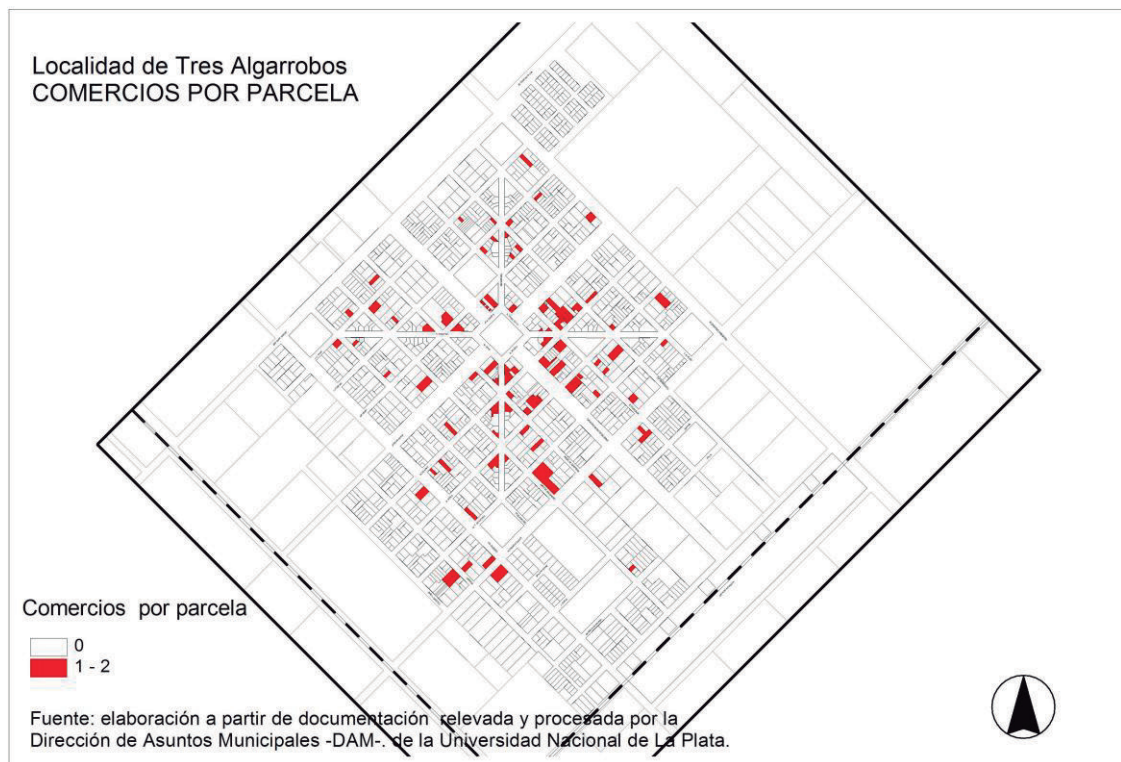 Localidad de Tres Algarrobos
COMERCIOS POR PARCELA
Comercios por parcela
0
1 - 2
Fuente: elaboración a partir de documentación relevada y procesada por la
Dirección de Asuntos Municipales -DAM-. de la Universidad Nacional de La Plata.